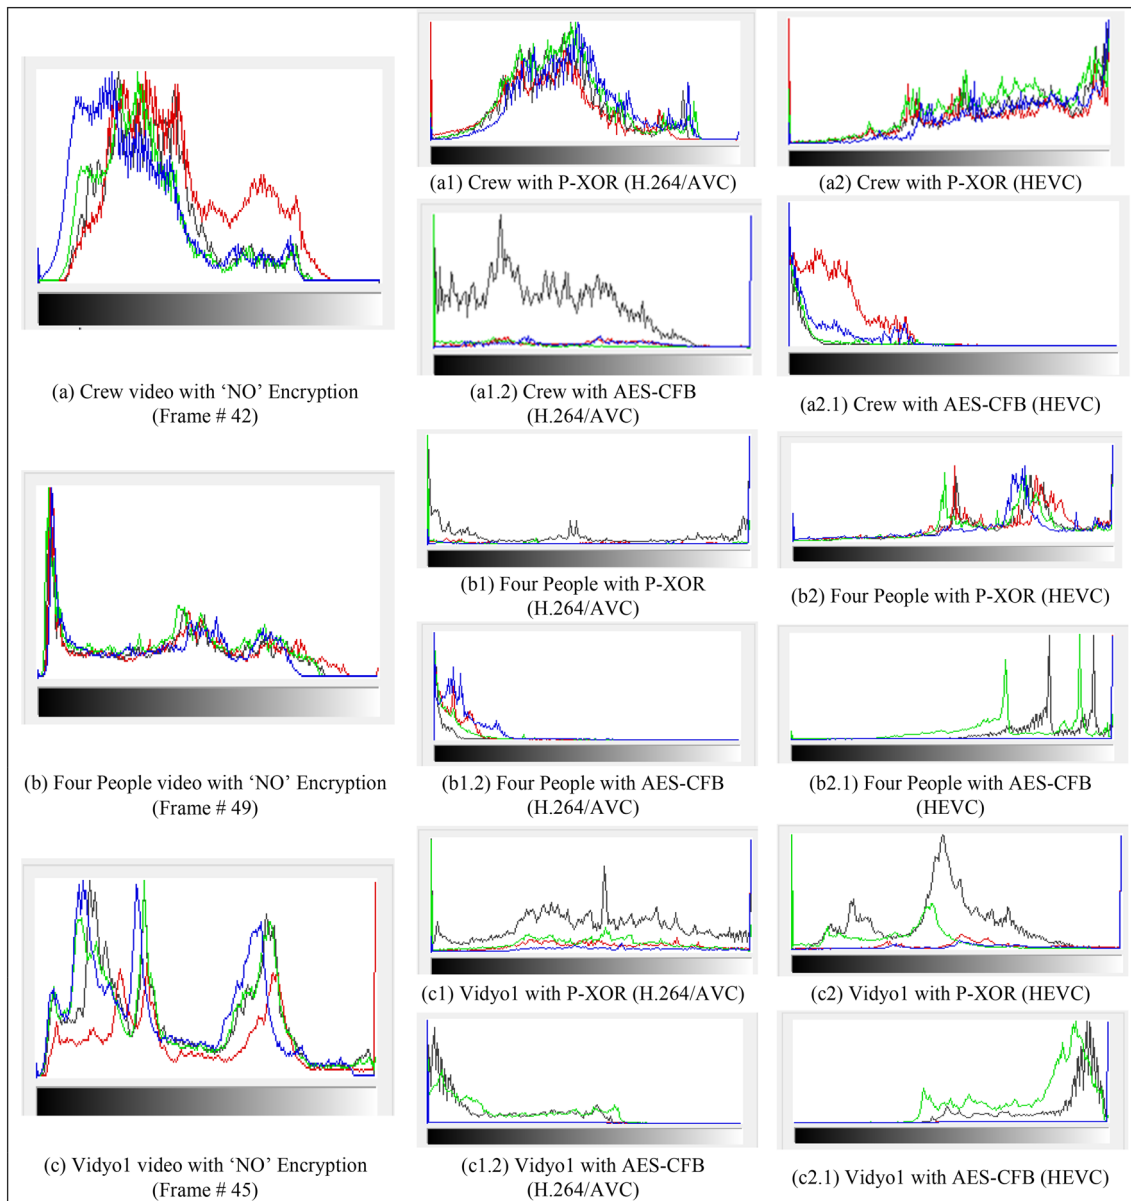 (a1) Crew with P-XOR (H.264/AVC)
(a2) Crew with P-XOR (HEVC)
(a) Crew video with ‘NO’ Encryption
(Frame # 42)
(a1.2) Crew with AES-CFB
(H.264/AVC)
(a2.1) Crew with AES-CFB (HEVC)
(b1) Four People with P-XOR
(H.264/AVC)
(b2) Four People with P-XOR (HEVC)
(b) Four People video with ‘NO’ Encryption
(Frame # 49)
(b1.2) Four People with AES-CFB
(H.264/AVC)
(b2.1) Four People with AES-CFB
(HEVC)
(c1) Vidyo1 with P-XOR (H.264/AVC)
(c2) Vidyo1 with P-XOR (HEVC)
(c) Vidyo1 video with ‘NO’ Encryption
(Frame # 45)
(c1.2) Vidyo1 with AES-CFB
(H.264/AVC)
(c2.1) Vidyo1 with AES-CFB (HEVC)